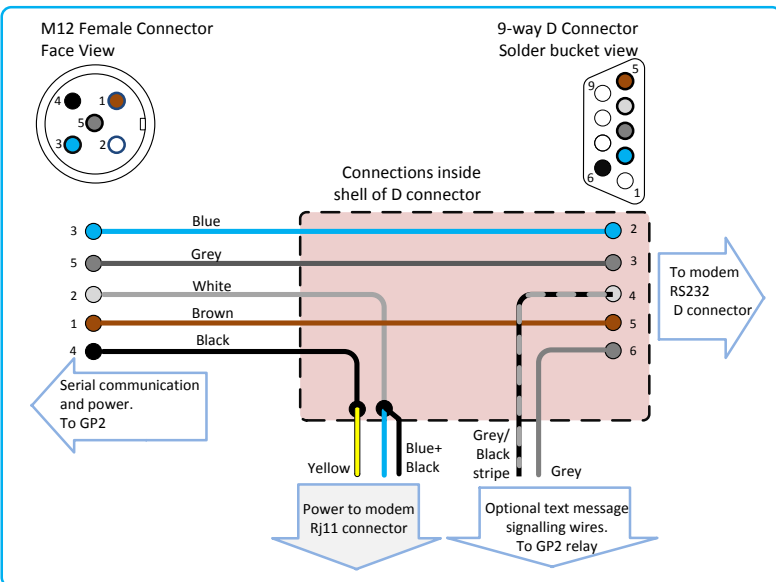 M12 Female Connector
Face View
9-way D Connector
Solder bucket view
4
1
5
3
2
5
9
6
1
Connections inside
shell of D connector
3
Blue
2
5
Grey
3
2
White
4
1
Brown
5
4
Black
6
To modem
RS232
D connector
Serial communication
and power.
To GP2
Yellow
Blue+
Black
Grey/
Black
stripe
Grey
Power to modem
Rj11 connector
Optional text message
signalling wires.
To GP2 relay